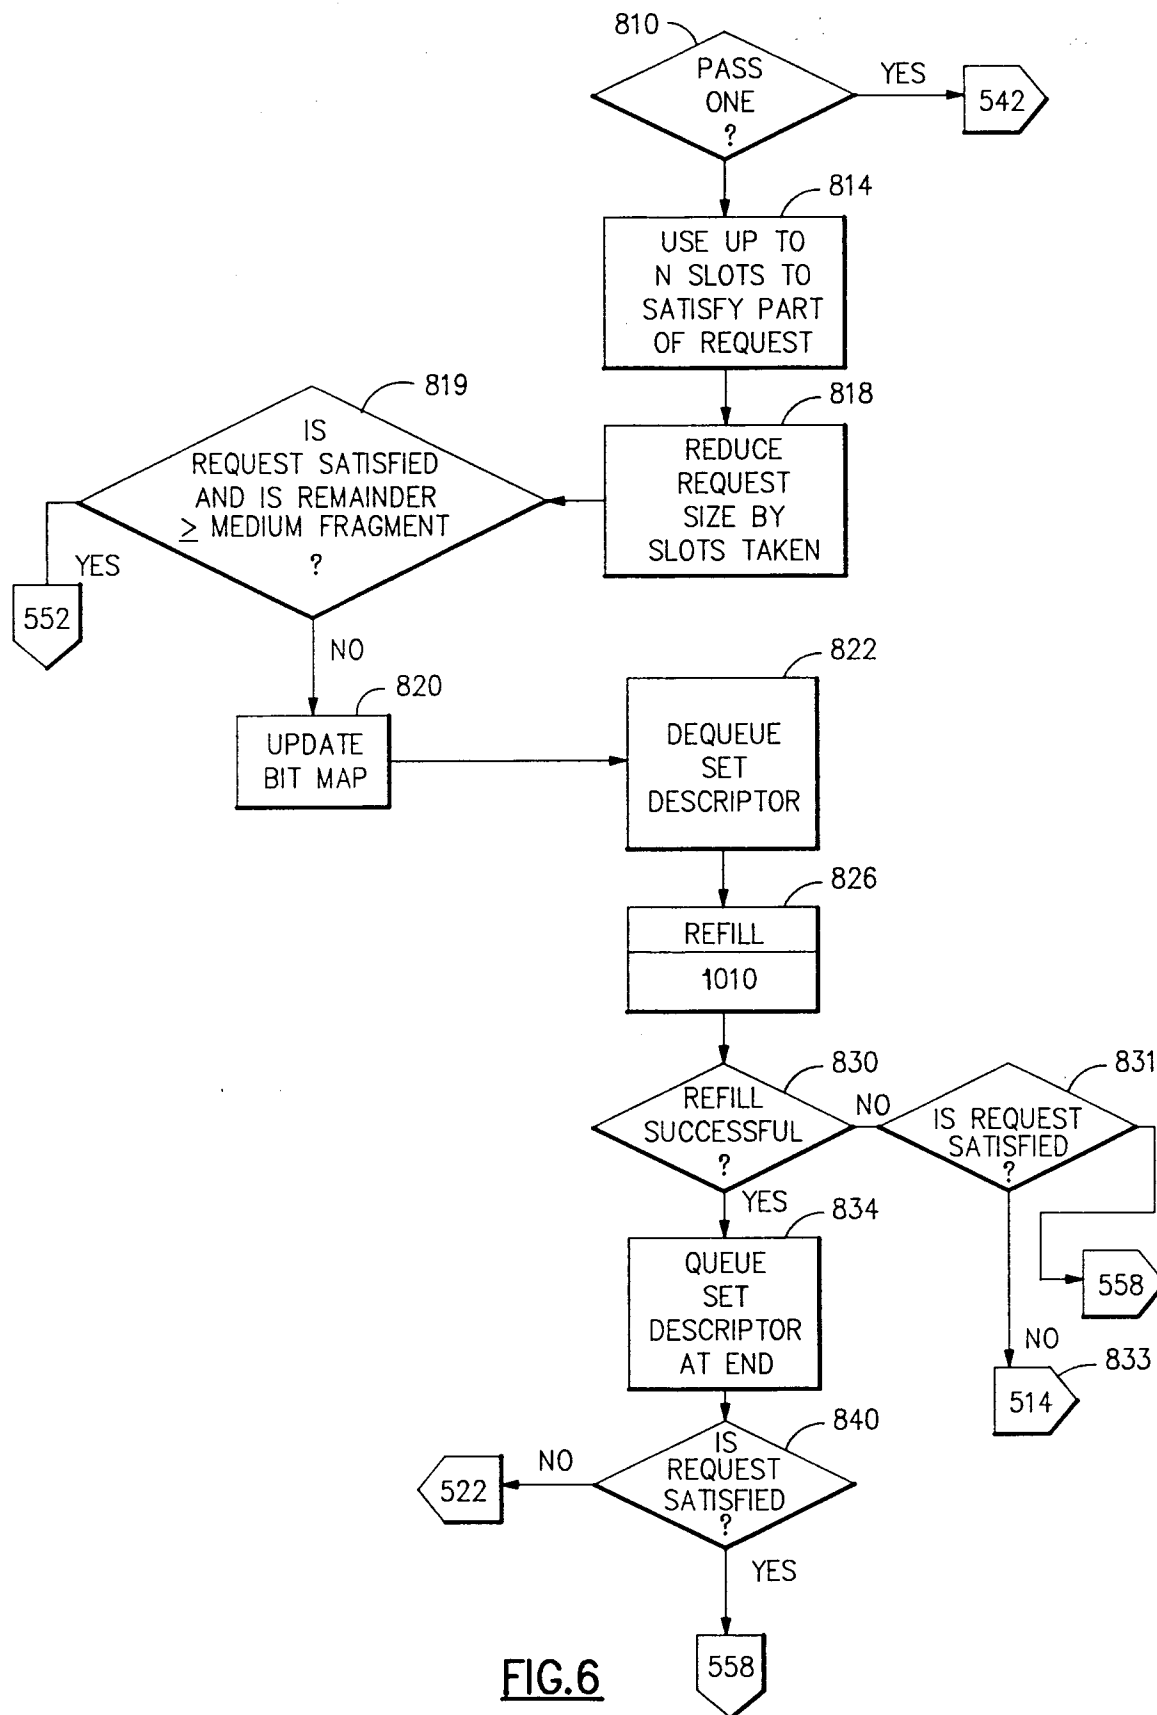 810
PASS
ONE
?
YES
542
814
USE UP TO
N SLOTS TO
SATISFY PART
OF REQUEST
819
IS
REQUEST SATISFIED
AND IS REMAINDER
≥ MEDIUM FRAGMENT
?
818
REDUCE
REQUEST
SIZE BY
SLOTS TAKEN
YES
552
NO
820
UPDATE
BIT MAP
822
DEQUEUE
SET
DESCRIPTOR
826
REFILL
1010
830
REFILL
SUCCESSFUL
?
NO
831
IS REQUEST
SATISFIED
?
YES
834
QUEUE
SET
DESCRIPTOR
AT END
558
NO
833
514
840
IS
REQUEST
SATISFIED
?
NO
522
YES
558
FIG.6